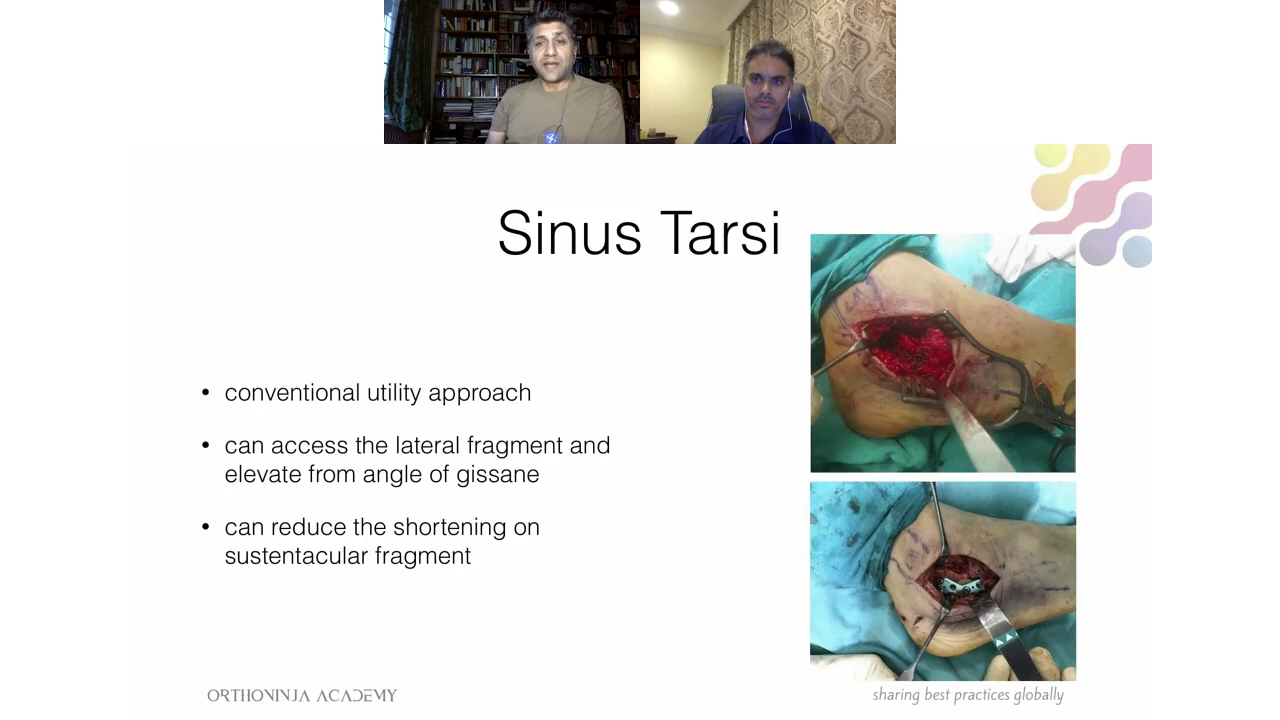 Sinus Tarsi
• conventional utility approach
• can access the lateral fragment and
elevate from angle of gissane
• can reduce the shortening on
sustentacular fragment
ORTHONINJA ACADEMY
sharing best practices globally